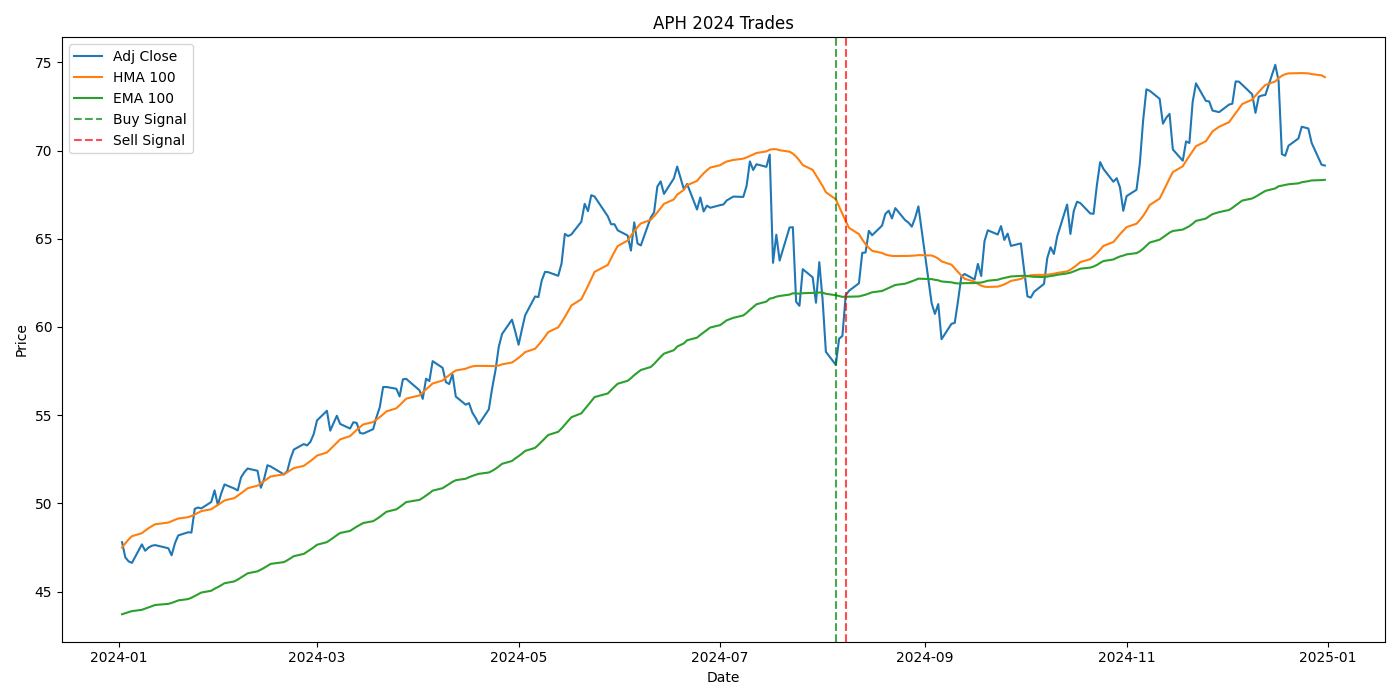 APH 2024 Trades
Adj Close
HMA 100
EMA 100
Buy Signal
Sell Signal
Price
75
70
65
60
55
50
45
2024-01
2024-03
2024-05
2024-07
2024-09
2024-11
2025-01
Date